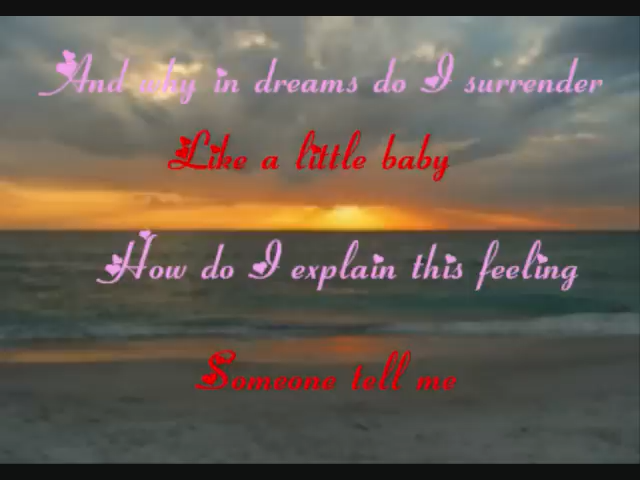 And why in dreams do I surrender
Like a little baby
How do I explain this feeling
Someone tell me